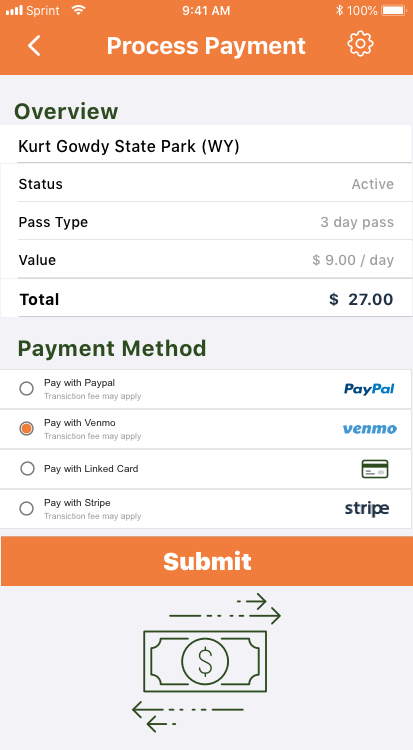 Sprint 9:41 AM 100%
Process Payment
Overview
Kurt Gowdy State Park (WY)
Status Active
Pass Type 3 day pass
Value $ 9.00 / day
Total $ 27.00
Payment Method
Pay with Paypal
Transiction fee may apply
PayPal
Pay with Venmo
Transiction fee may apply
venmo
Pay with Linked Card
Pay with Stripe
Transiction fee may apply
stripe
Submit
$